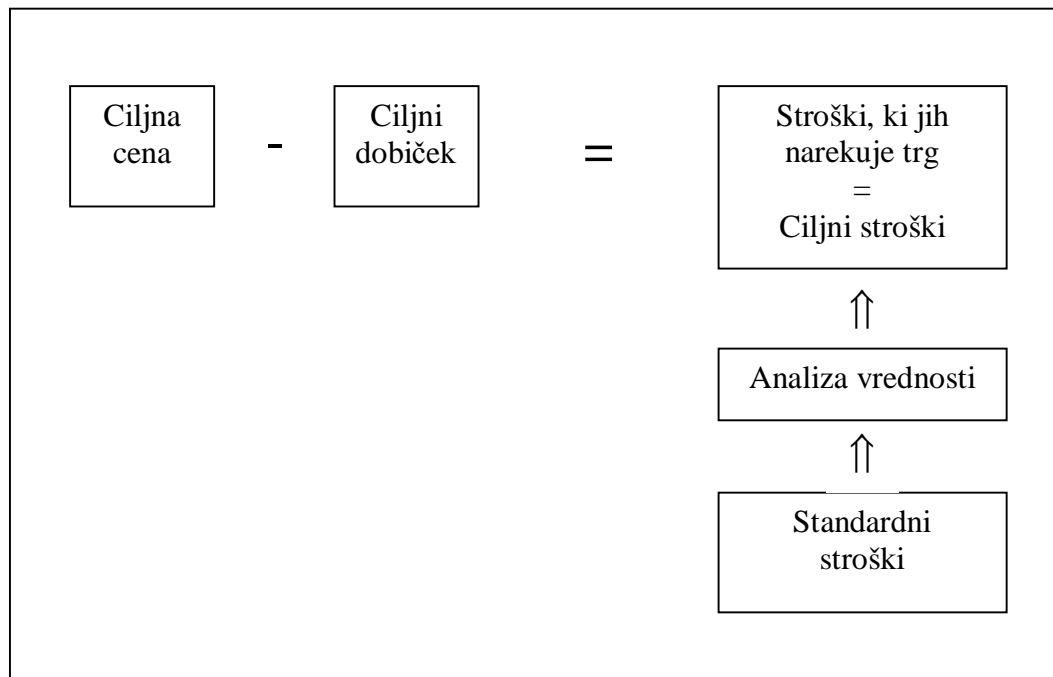 Ciljna
cena
-
Ciljni
dobiček
=
Stroški, ki jih
narekuje trg
=
Ciljni stroški
⇑
Analiza vrednosti
⇑
Standardni
stroški